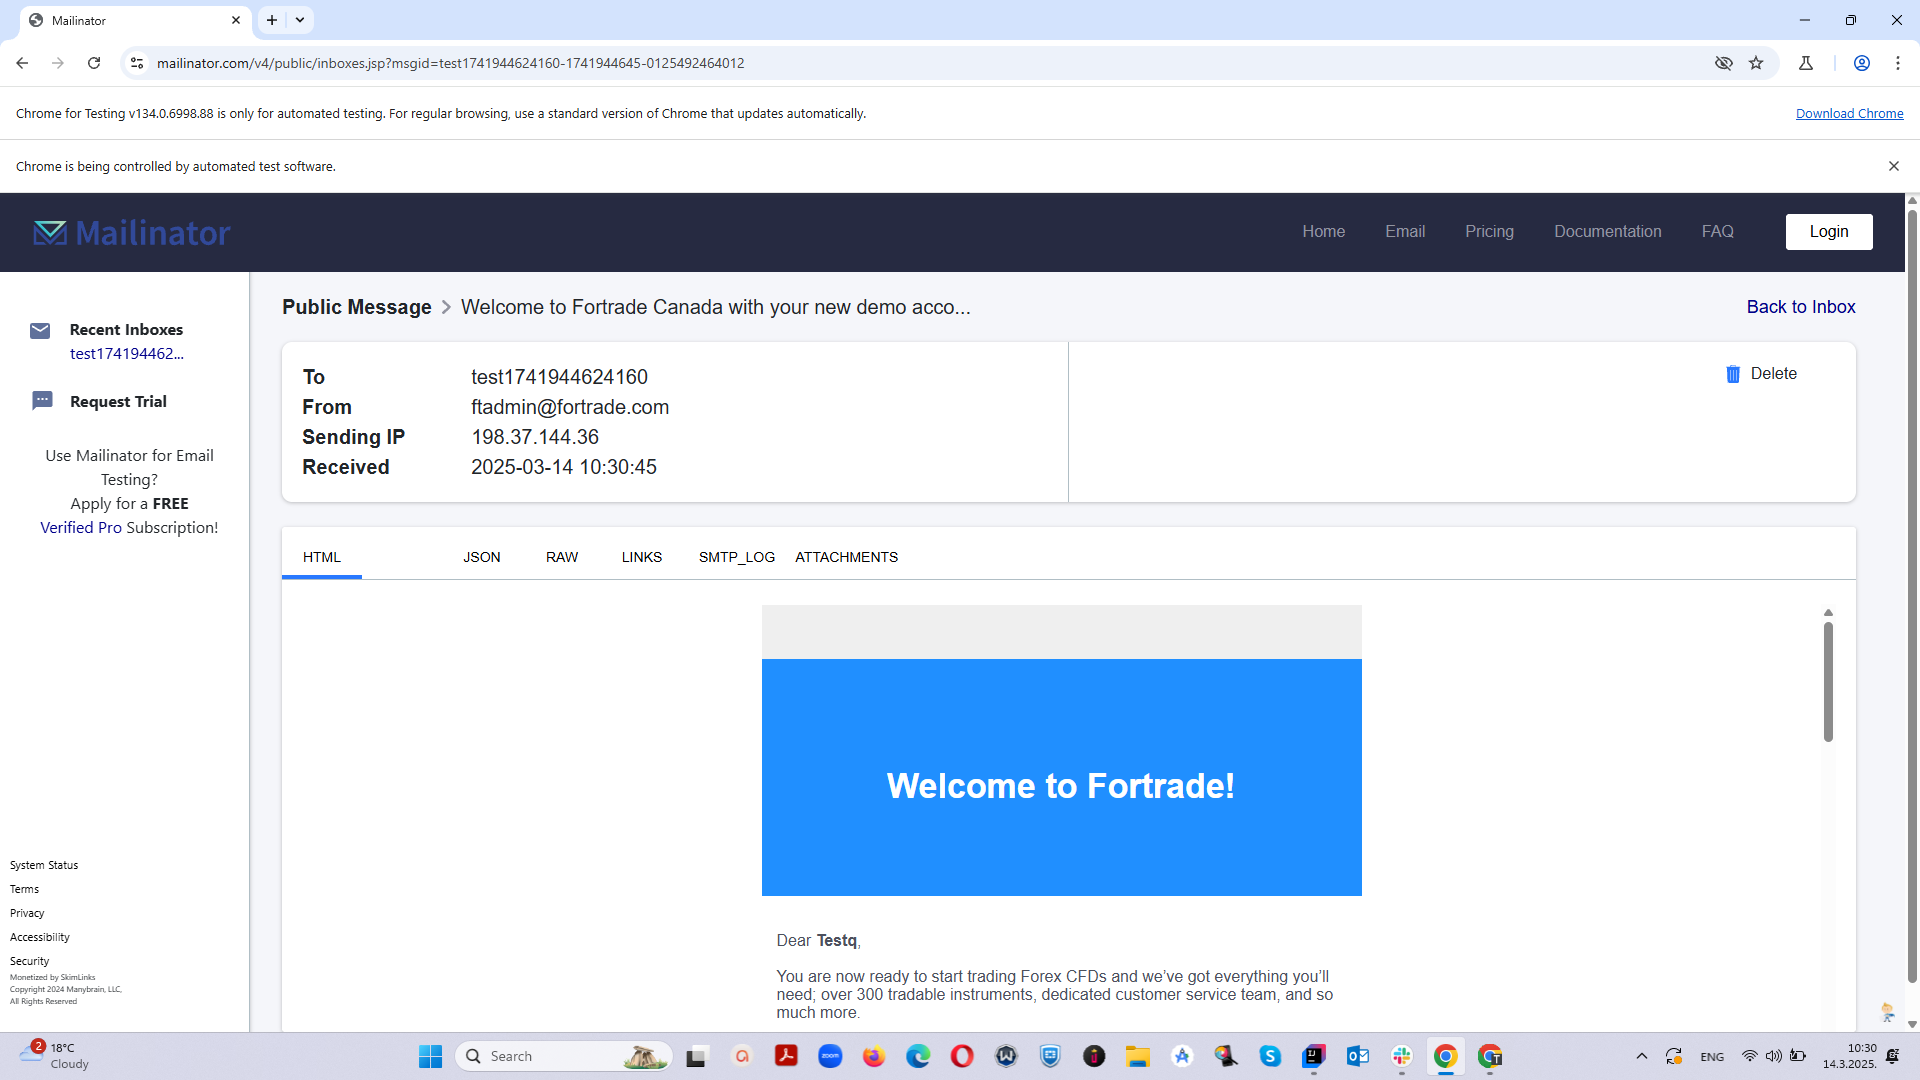 Mailinator
mailinator.com/v4/public/inboxes.jsp?msgid=test1741944624160-1741944645-0125492464012
Chrome for Testing v134.0.6998.88 is only for automated testing. For regular browsing, use a standard version of Chrome that updates automatically.
Download Chrome
Chrome is being controlled by automated test software.
Mailinator
Home
Email
Pricing
Documentation
FAQ
Login
Recent Inboxes
test174194462...
Request Trial
Use Mailinator for Email
Testing?
Apply for a FREE
Verified Pro Subscription!
System Status
Terms
Privacy
Accessibility
Security
Monetized by SkimLinks
Copyright 2024 Manybrain, LLC,
All Rights Reserved
Public Message
Welcome to Fortrade Canada with your new demo acco...
Back to Inbox
To test1741944624160
From ftadmin@fortrade.com
Sending IP 198.37.144.36
Received 2025-03-14 10:30:45
Delete
HTML
JSON
RAW
LINKS
SMTP_LOG
ATTACHMENTS
Welcome to Fortrade!
Dear Testq,
You are now ready to start trading Forex CFDs and we've got everything you'll
need; over 300 tradable instruments, dedicated customer service team, and so
much more.
2
18°C
Cloudy
Search
zoom
ENG
10:30
14.3.2025.